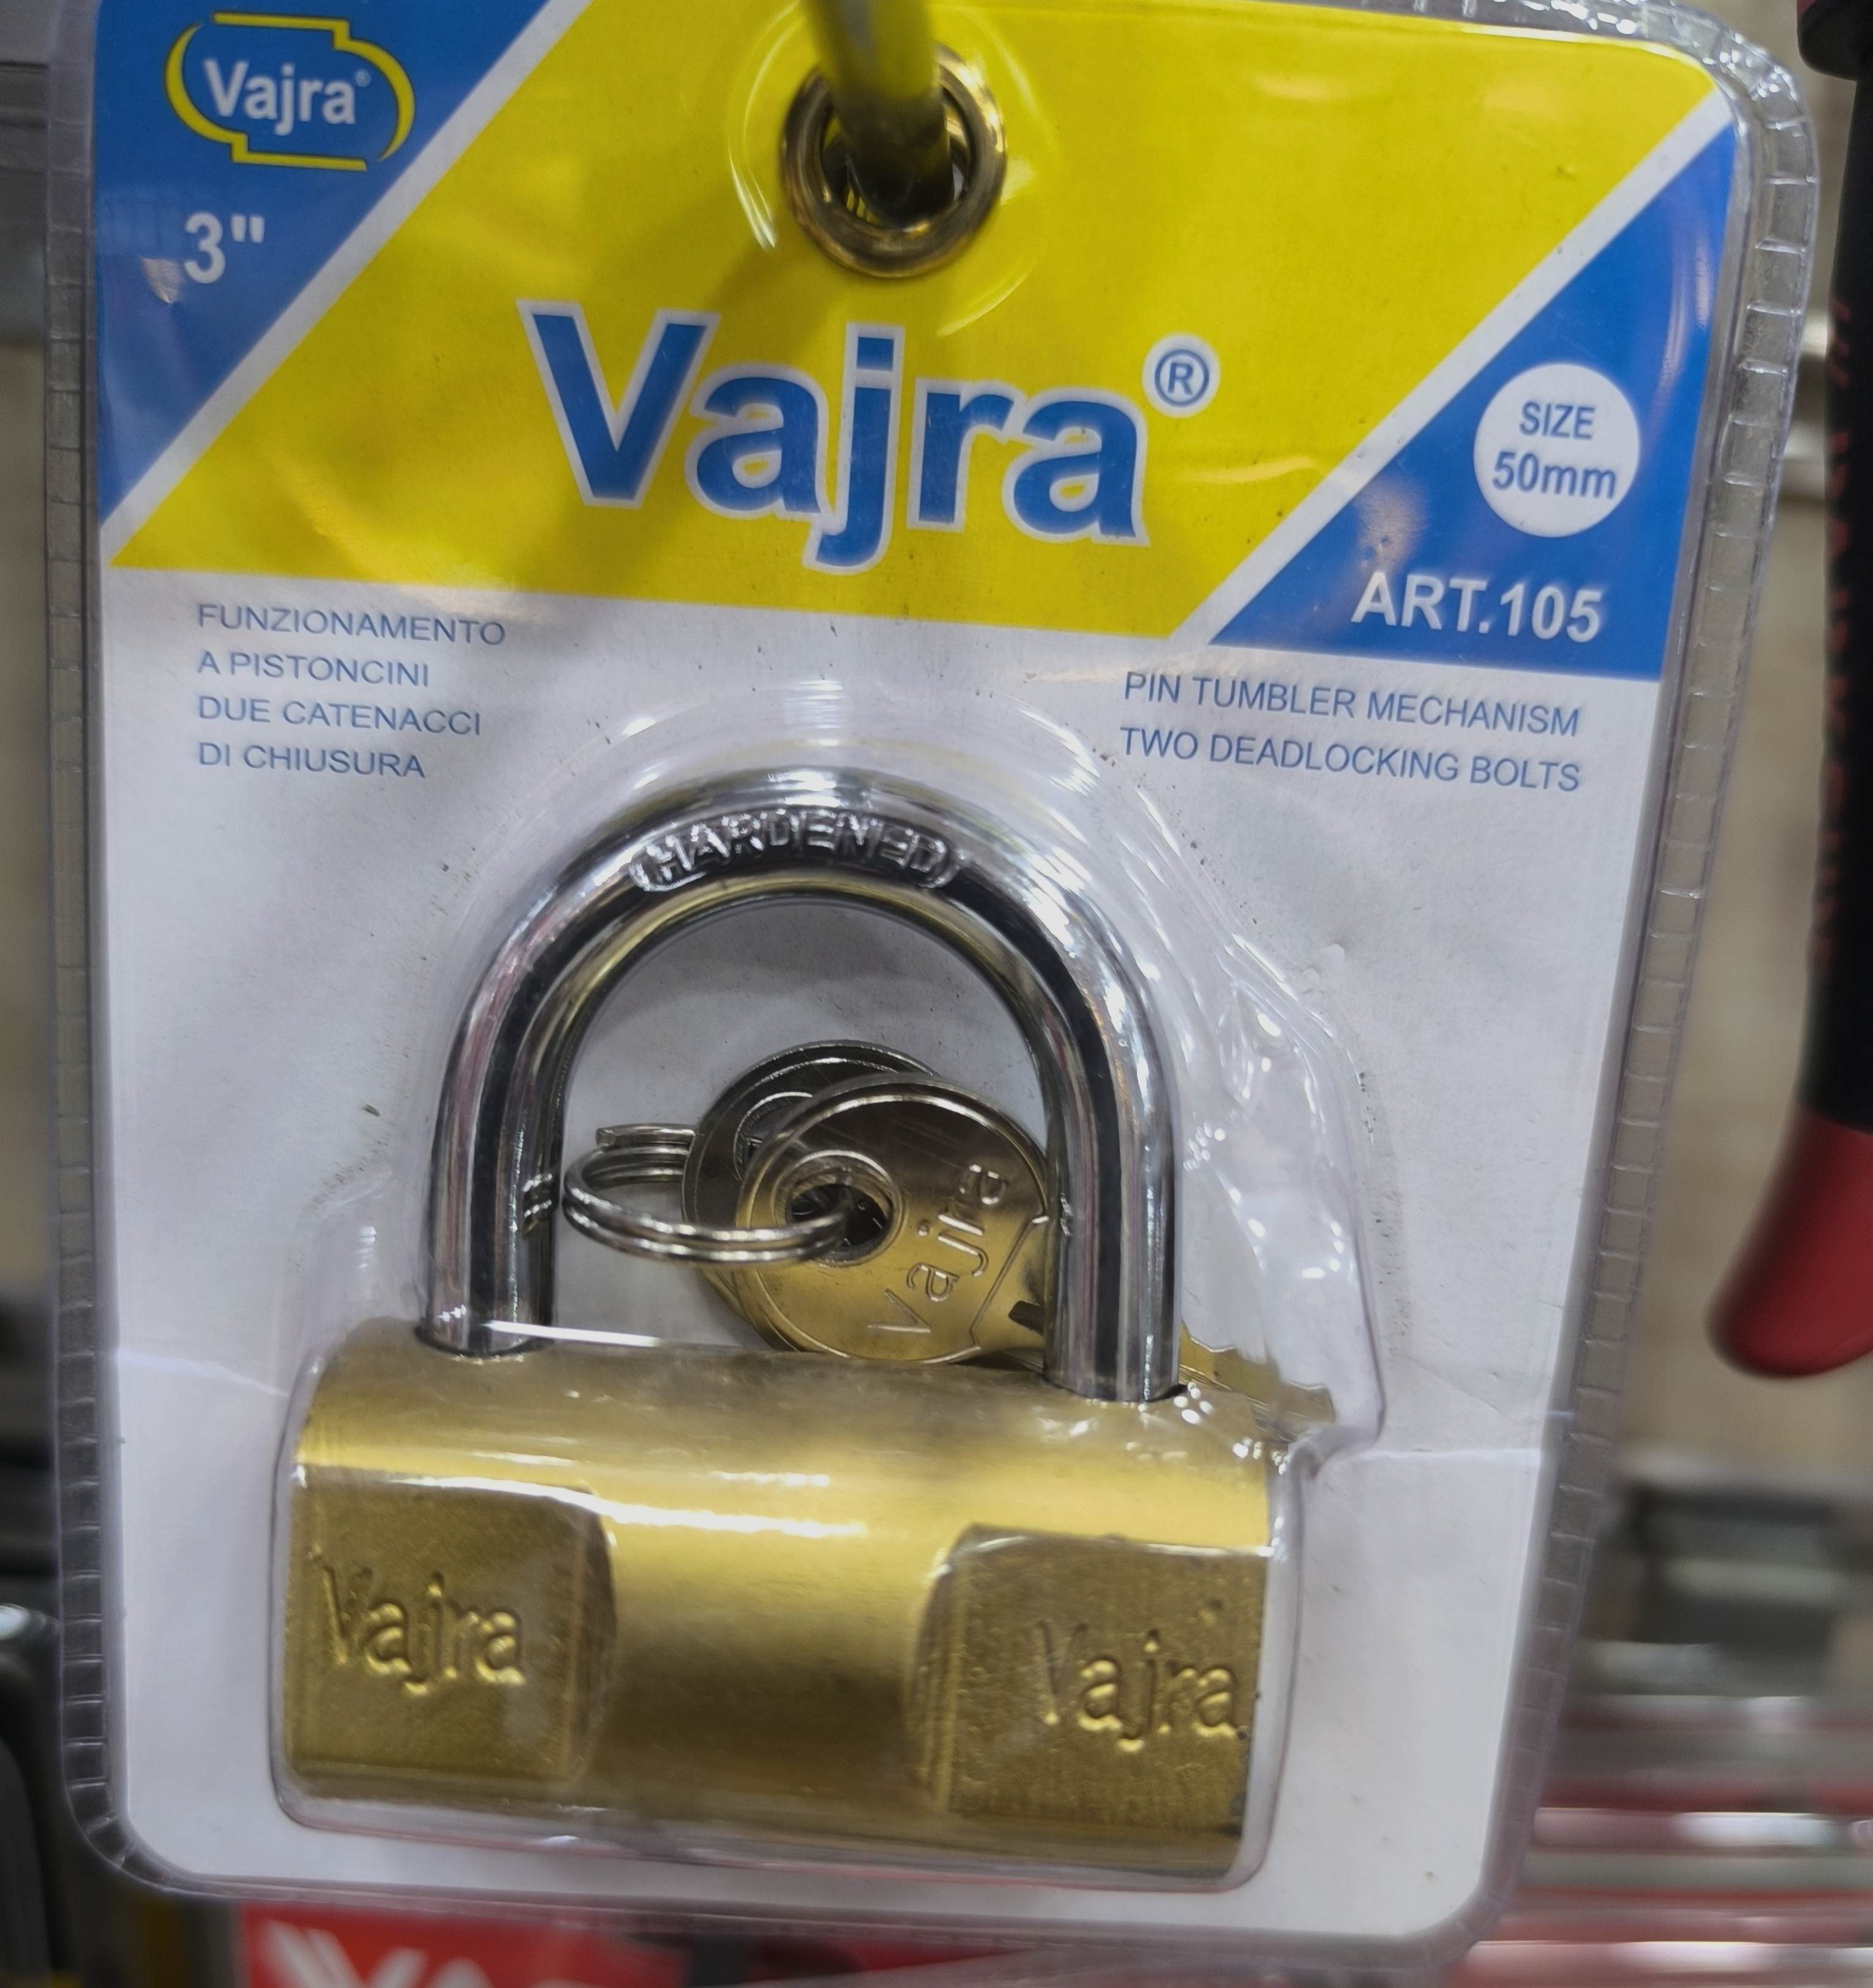 Vajra®
3"
Vajra®
SIZE
50mm
ART.105
FUNZIONAMENTO
A PISTONCINI
DUE CATENACCI
DI CHIUSURA
PIN TUMBLER MECHANISM
TWO DEADLOCKING BOLTS
HARDENED
Vajra
Vajra
Vajra